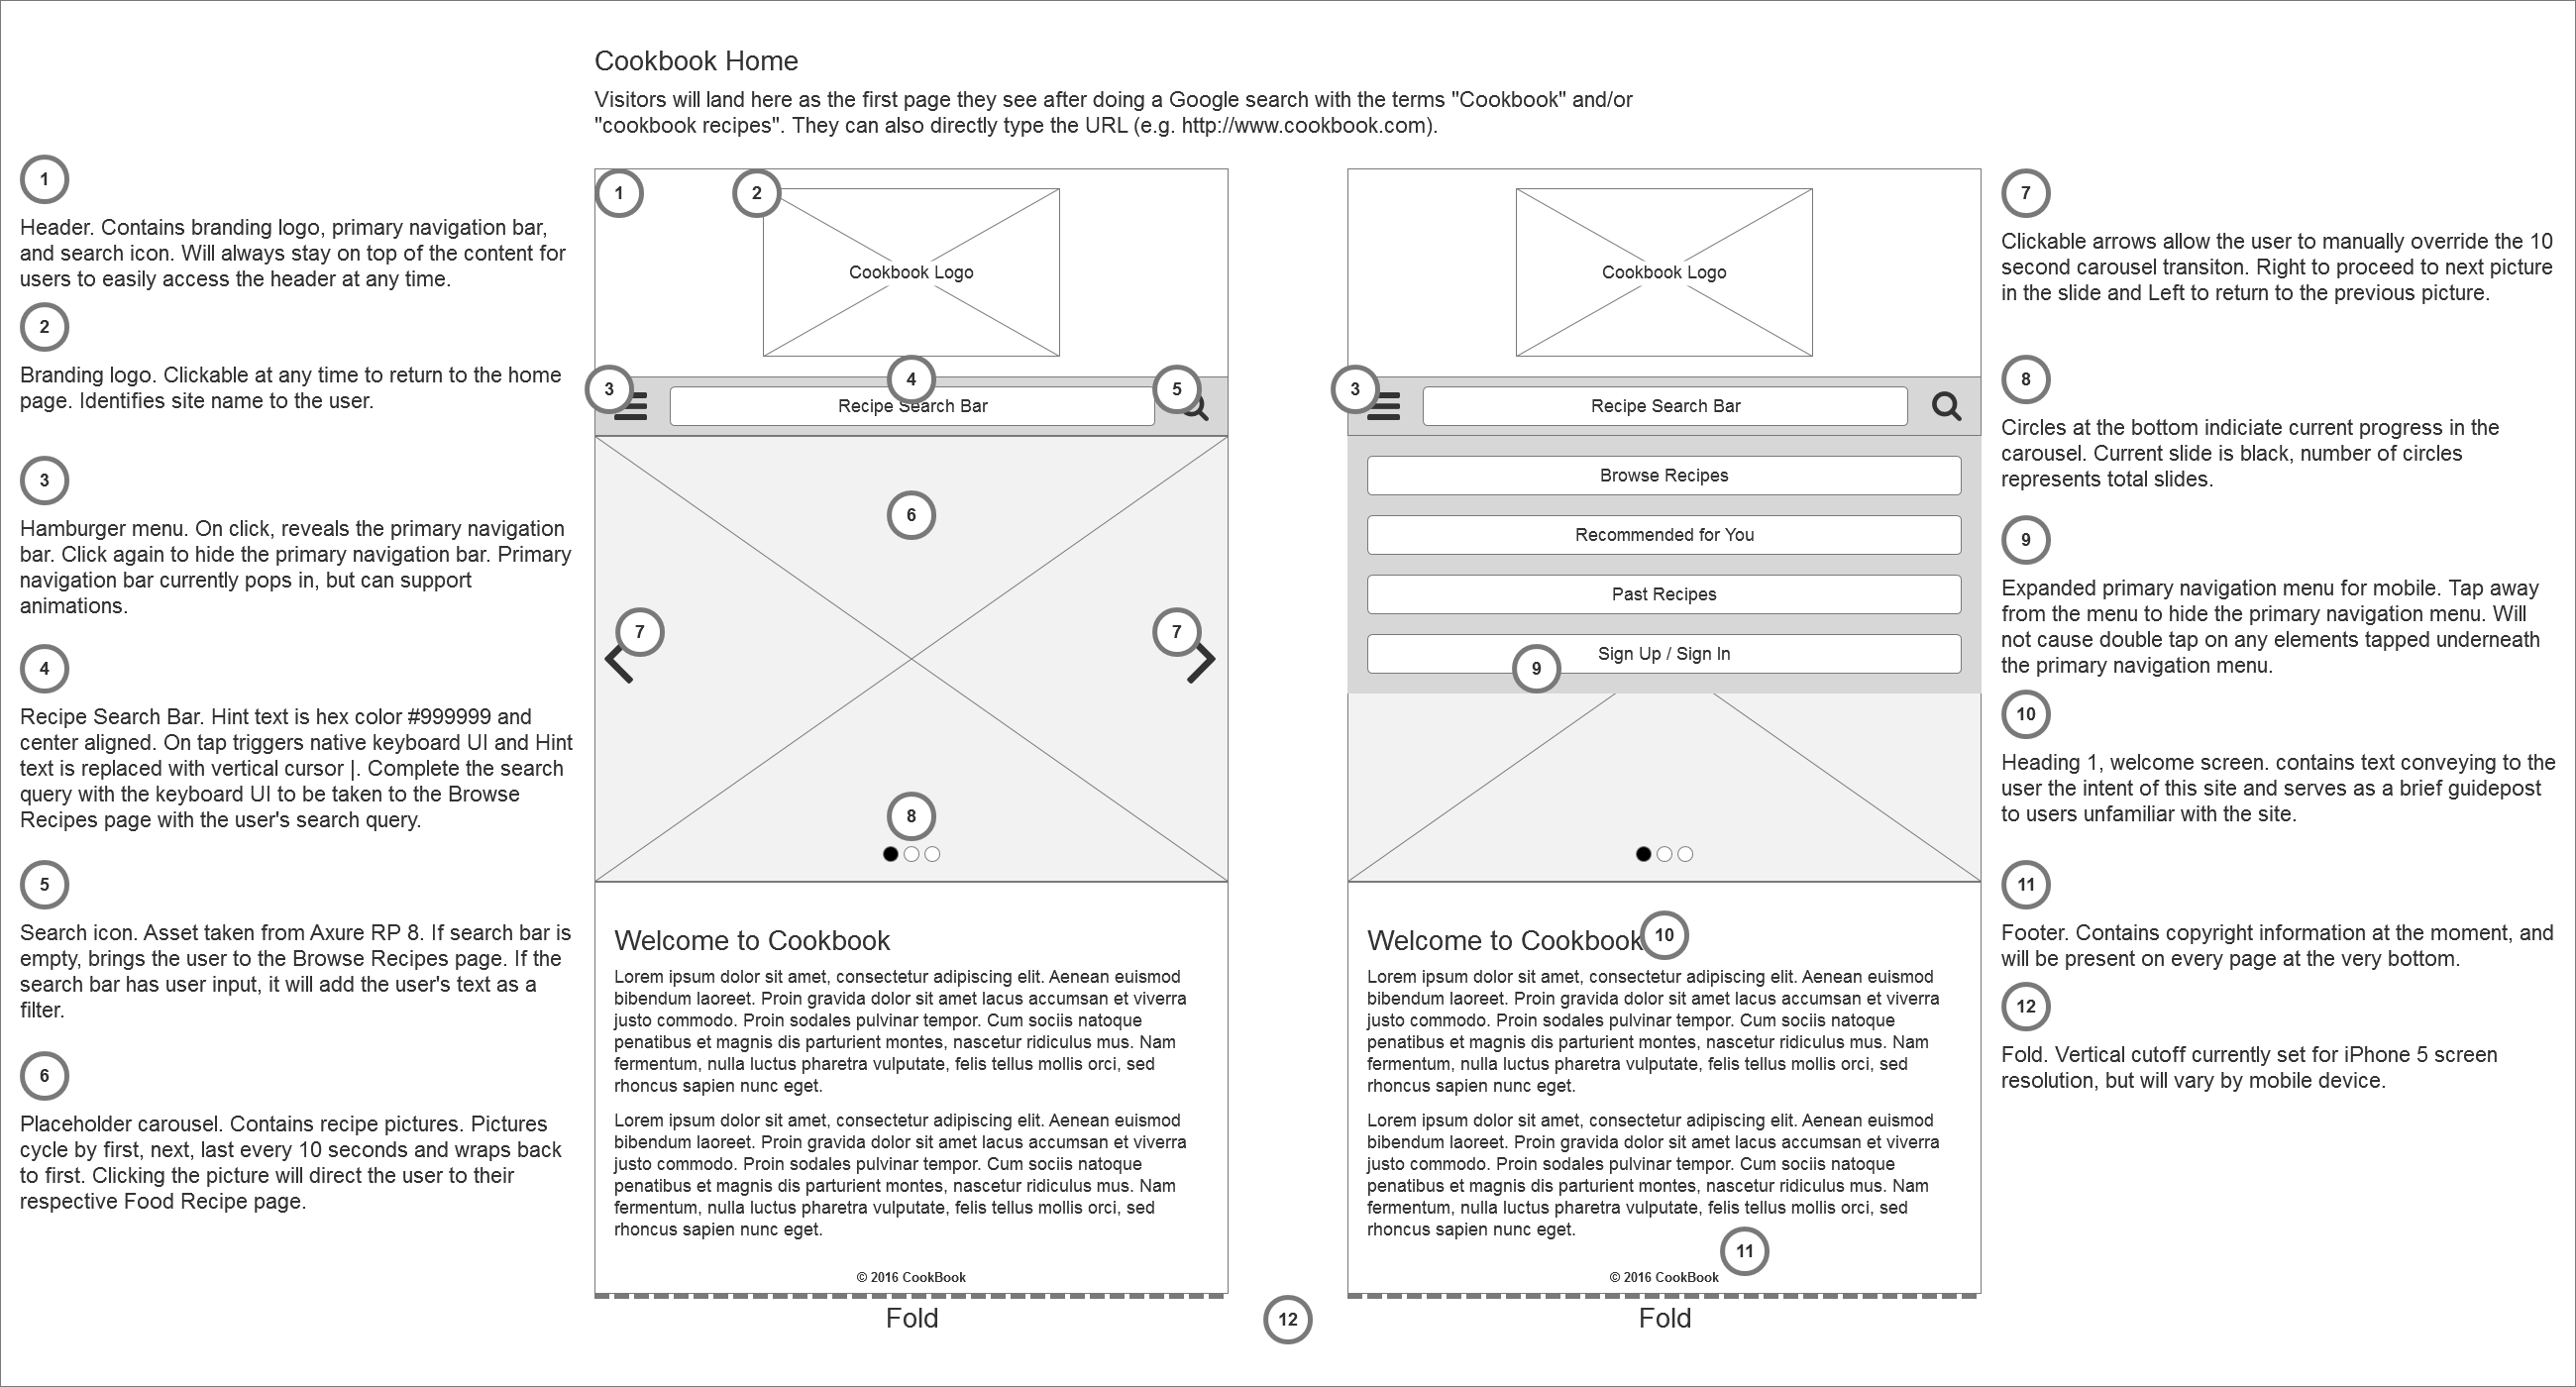 Cookbook Home
Visitors will land here as the first page they see after doing a Google search with the terms "Cookbook" and/or
"cookbook recipes". They can also directly type the URL (e.g. http://www.cookbook.com).
1
Header. Contains branding logo, primary navigation bar,
and search icon. Will always stay on top of the content for
users to easily access the header at any time.
2
Branding logo. Clickable at any time to return to the home
page. Identifies site name to the user.
3
Hamburger menu. On click, reveals the primary navigation
bar. Click again to hide the primary navigation bar. Primary
navigation bar currently pops in, but can support
animations.
4
Recipe Search Bar. Hint text is hex color #999999 and
center aligned. On tap triggers native keyboard UI and Hint
text is replaced with vertical cursor |. Complete the search
query with the keyboard UI to be taken to the Browse
Recipes page with the user's search query.
5
Search icon. Asset taken from Axure RP 8. If search bar is
empty, brings the user to the Browse Recipes page. If the
search bar has user input, it will add the user's text as a
filter.
6
Placeholder carousel. Contains recipe pictures. Pictures
cycle by first, next, last every 10 seconds and wraps back
to first. Clicking the picture will direct the user to their
respective Food Recipe page.
1
2
Cookbook Logo
3
4
5
Recipe Search Bar
6
7
7
8
Welcome to Cookbook
Lorem ipsum dolor sit amet, consectetur adipiscing elit. Aenean euismod
bibendum laoreet. Proin gravida dolor sit amet lacus accumsan et viverra
justo commodo. Proin sodales pulvinar tempor. Cum sociis natoque
penatibus et magnis dis parturient montes, nascetur ridiculus mus. Nam
fermentum, nulla luctus pharetra vulputate, felis tellus mollis orci, sed
rhoncus sapien nunc eget.
Lorem ipsum dolor sit amet, consectetur adipiscing elit. Aenean euismod
bibendum laoreet. Proin gravida dolor sit amet lacus accumsan et viverra
justo commodo. Proin sodales pulvinar tempor. Cum sociis natoque
penatibus et magnis dis parturient montes, nascetur ridiculus mus. Nam
fermentum, nulla luctus pharetra vulputate, felis tellus mollis orci, sed
rhoncus sapien nunc eget.
© 2016 CookBook
Fold
12
Cookbook Logo
3
Recipe Search Bar
Browse Recipes
Recommended for You
Past Recipes
Sign Up / Sign In
9
Welcome to Cookbook
10
Lorem ipsum dolor sit amet, consectetur adipiscing elit. Aenean euismod
bibendum laoreet. Proin gravida dolor sit amet lacus accumsan et viverra
justo commodo. Proin sodales pulvinar tempor. Cum sociis natoque
penatibus et magnis dis parturient montes, nascetur ridiculus mus. Nam
fermentum, nulla luctus pharetra vulputate, felis tellus mollis orci, sed
rhoncus sapien nunc eget.
Lorem ipsum dolor sit amet, consectetur adipiscing elit. Aenean euismod
bibendum laoreet. Proin gravida dolor sit amet lacus accumsan et viverra
justo commodo. Proin sodales pulvinar tempor. Cum sociis natoque
penatibus et magnis dis parturient montes, nascetur ridiculus mus. Nam
fermentum, nulla luctus pharetra vulputate, felis tellus mollis orci, sed
rhoncus sapien nunc eget.
11
© 2016 CookBook
Fold
7
Clickable arrows allow the user to manually override the 10
second carousel transiton. Right to proceed to next picture
in the slide and Left to return to the previous picture.
8
Circles at the bottom indiciate current progress in the
carousel. Current slide is black, number of circles
represents total slides.
9
Expanded primary navigation menu for mobile. Tap away
from the menu to hide the primary navigation menu. Will
not cause double tap on any elements tapped underneath
the primary navigation menu.
10
Heading 1, welcome screen. contains text conveying to the
user the intent of this site and serves as a brief guidepost
to users unfamiliar with the site.
11
Footer. Contains copyright information at the moment, and
will be present on every page at the very bottom.
12
Fold. Vertical cutoff currently set for iPhone 5 screen
resolution, but will vary by mobile device.